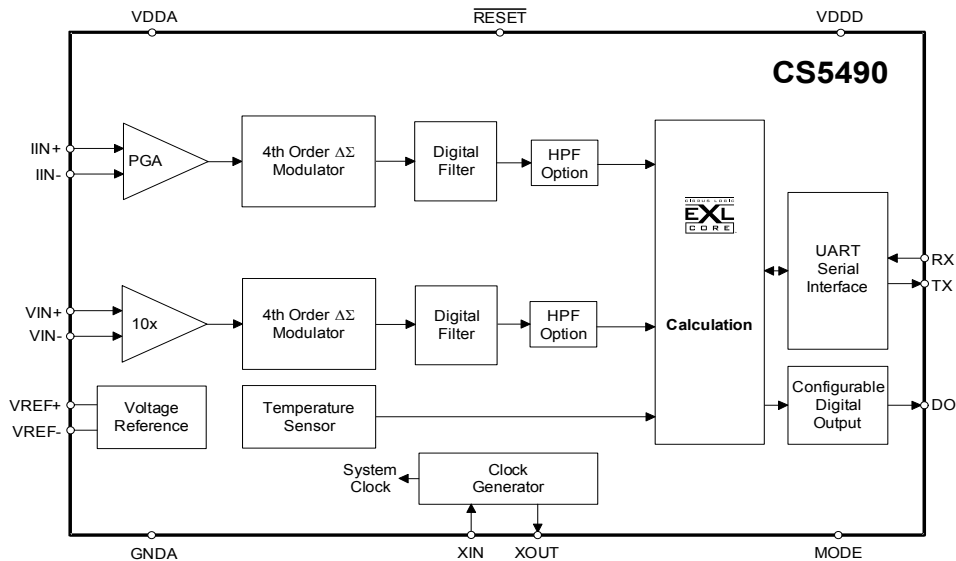 VDDA
RESET
VDDD
CS5490
IIN+
IIN-
PGA
4th Order ΔΣ
Modulator
Digital
Filter
HPF
Option
CIRRUS LOGIC
EXL
CORE
UART
Serial
Interface
RX
TX
VIN+
VIN-
10x
4th Order ΔΣ
Modulator
Digital
Filter
HPF
Option
Calculation
VREF+
VREF-
Voltage
Reference
Temperature
Sensor
Configurable
Digital
Output
DO
System
Clock
Clock
Generator
GNDA
XIN
XOUT
MODE